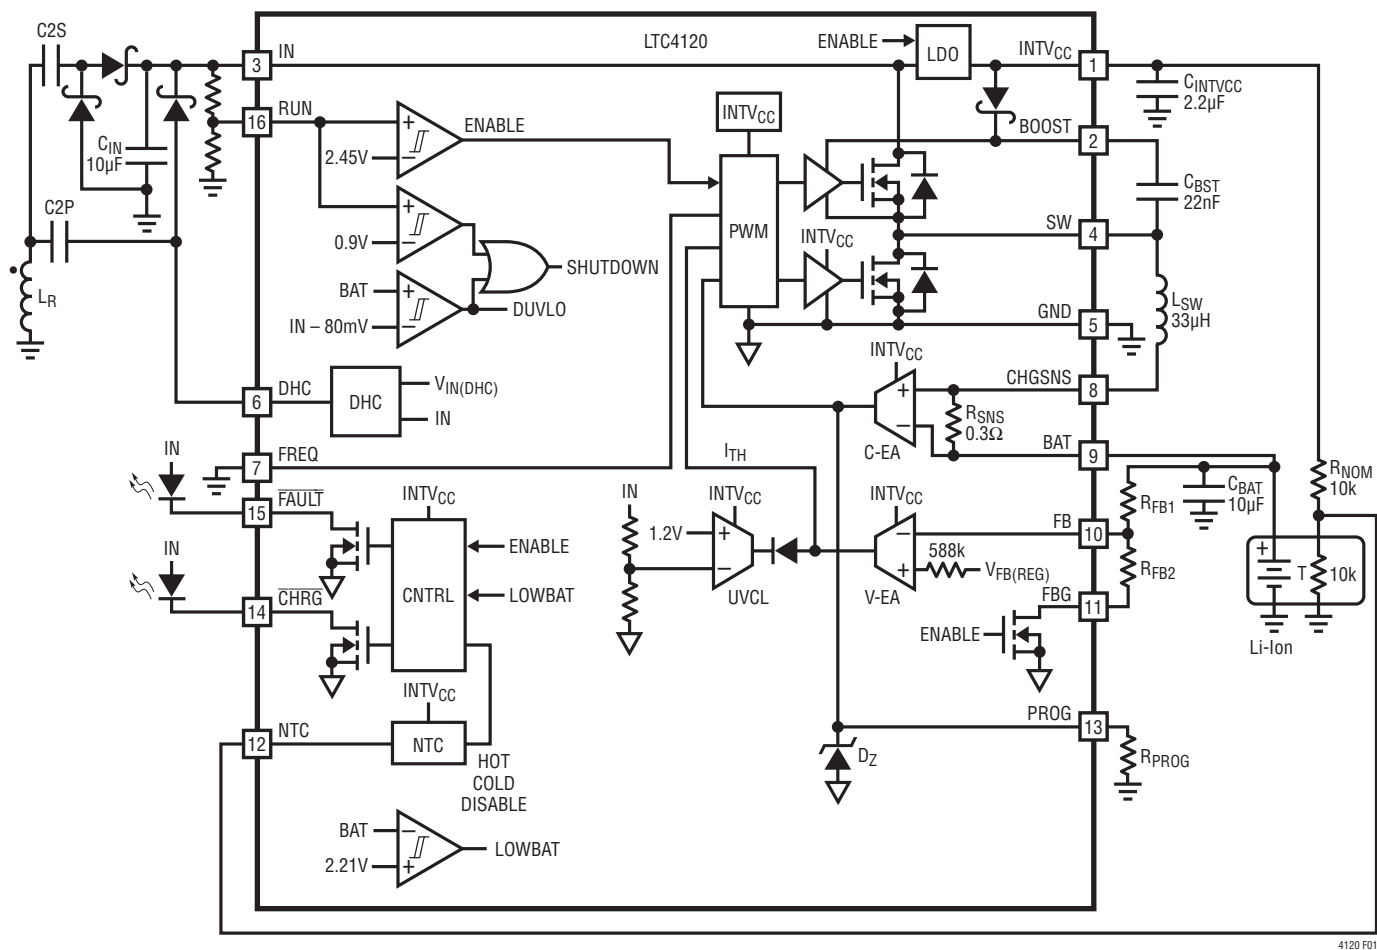 C2S
3
IN
LTC4120
ENABLE
LDO
INTVCC
1
CINTVCC
2.2µF
16
RUN
ENABLE
INTVCC
BOOST
2
CIN
10µF
+
2.45V
−
CBST
22nF
C2P
+
0.9V
−
PWM
INTVCC
SW
4
SHUTDOWN
LR
BAT
+
IN – 80mV
−
DUVLO
GND
5
LSW
33µH
6
DHC
DHC
VIN(DHC)
IN
INTVCC
+
−
C-EA
CHGSNS
8
RSNS
0.3Ω
BAT
9
7
FREQ
ITH
IN
15
FAULT
INTVCC
IN
INTVCC
INTVCC
RFB1
CBAT
10µF
RNOM
10k
ENABLE
1.2V
+
−
UVCL
−
+
V-EA
FB
10
588k
VFB(REG)
RFB2
+
T
10k
Li-Ion
IN
14
CHRG
CNTRL
LOWBAT
FBG
11
ENABLE
INTVCC
12
NTC
NTC
HOT
COLD
DISABLE
PROG
13
DZ
RPROG
BAT
−
2.21V
+
LOWBAT
4120 F01